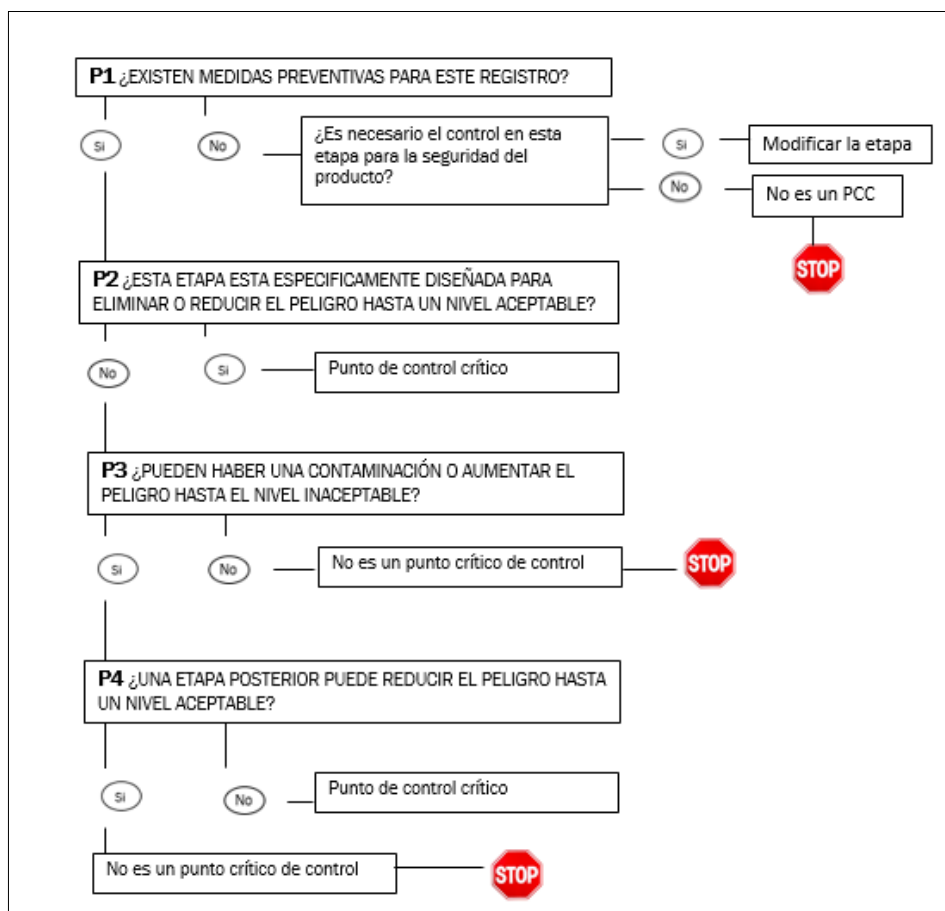 P1 ¿EXISTEN MEDIDAS PREVENTIVAS PARA ESTE REGISTRO?
Si
No
¿Es necesario el control en esta
etapa para la seguridad del
producto?
Si
Modificar la etapa
No
No es un PCC
STOP
P2 ¿ESTA ETAPA ESTA ESPECIFICAMENTE DISEÑADA PARA
ELIMINAR O REDUCIR EL PELIGRO HASTA UN NIVEL ACEPTABLE?
No
Si
Punto de control crítico
P3 ¿PUEDEN HABER UNA CONTAMINACIÓN O AUMENTAR EL
PELIGRO HASTA EL NIVEL INACEPTABLE?
Si
No
No es un punto crítico de control
STOP
P4 ¿UNA ETAPA POSTERIOR PUEDE REDUCIR EL PELIGRO HASTA
UN NIVEL ACEPTABLE?
Si
No
Punto de control crítico
No es un punto crítico de control
STOP